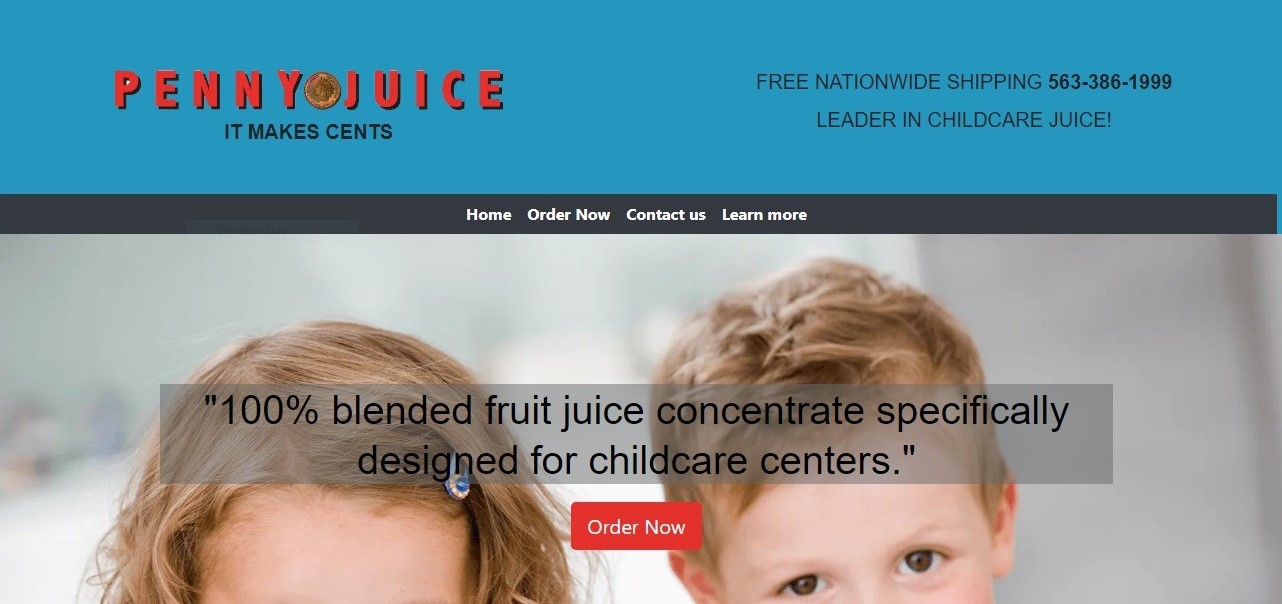 PENNY JUICE
IT MAKES CENTS
FREE NATIONWIDE SHIPPING 563-386-1999
LEADER IN CHILDCARE JUICE!
Home Order Now Contact us Learn more
"100% blended fruit juice concentrate specifically
designed for childcare centers."
Order Now